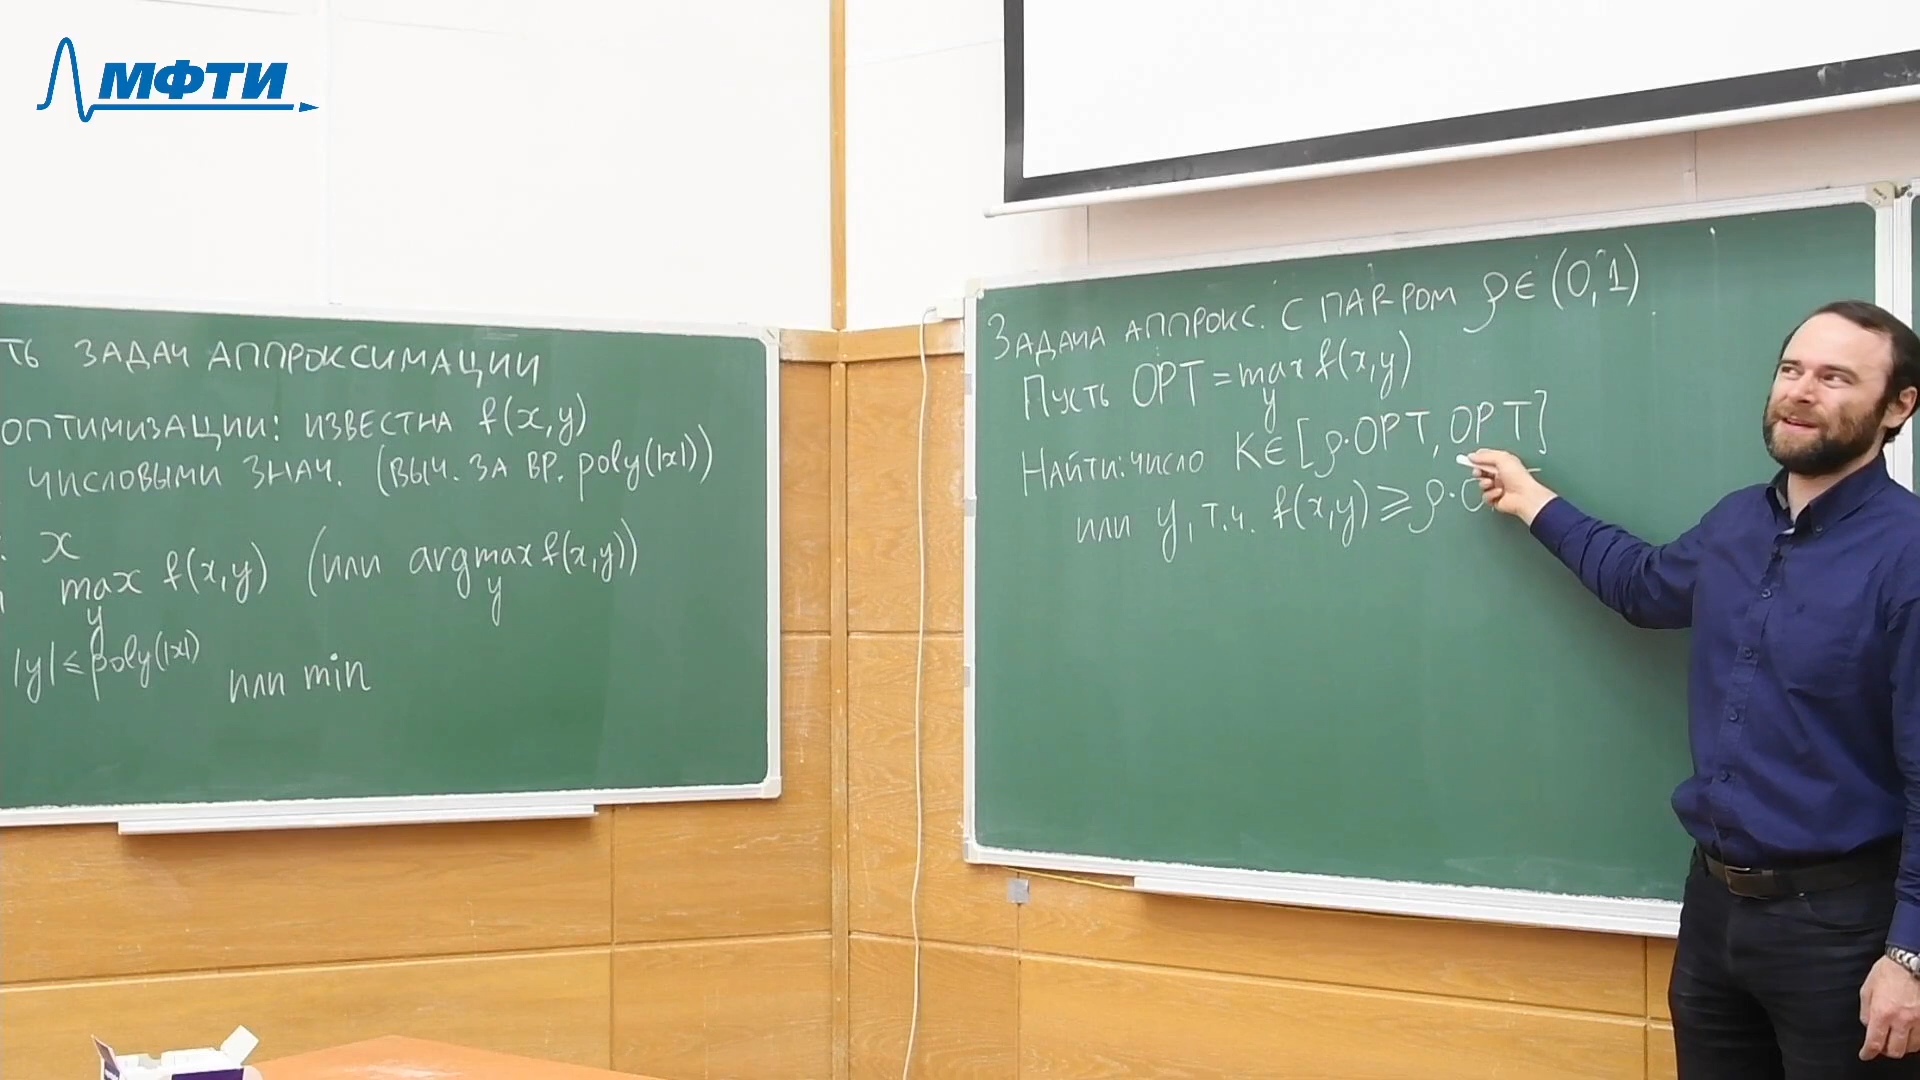 МФТИ
ТЬ ЗАДАЧ АППРОКСИМАЦИИ
ОПТИМИЗАЦИИ: ИЗВЕСТНА f(x,y)
ЧИСЛОВЫМИ ЗНАЧ. (ВЫЧ. ЗА ВР. poly(|x|))
x
max f(x,y) (или argmax f(x,y))
y y
|y| ≤ poly(|x|) или min
ЗАДАЧА АППРОКС. С ПАР-РОМ ρ∈(0,1)
Пусть OPT = max f(x,y)
y
Найти: число K∈[ρ·OPT, OPT]
или y, т.ч. f(x,y) ≥ ρ·O